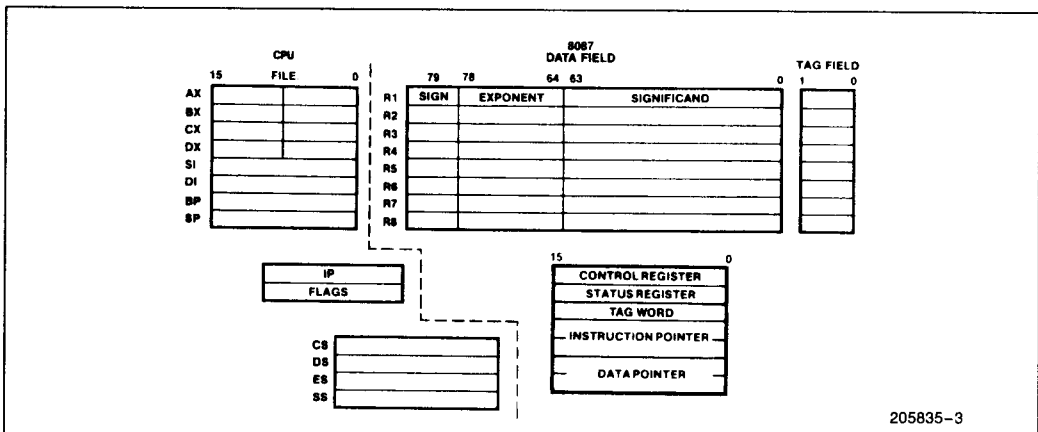 CPU
FILE
15 0
AX
BX
CX
DX
SI
DI
BP
SP
8087
DATA FIELD
79 78 64 63 0
R1 SIGN EXPONENT SIGNIFICAND
R2
R3
R4
R5
R6
R7
R8
TAG FIELD
1 0
IP
FLAGS
CS
DS
ES
SS
15 0
CONTROL REGISTER
STATUS REGISTER
TAG WORD
INSTRUCTION POINTER
DATA POINTER
205835-3